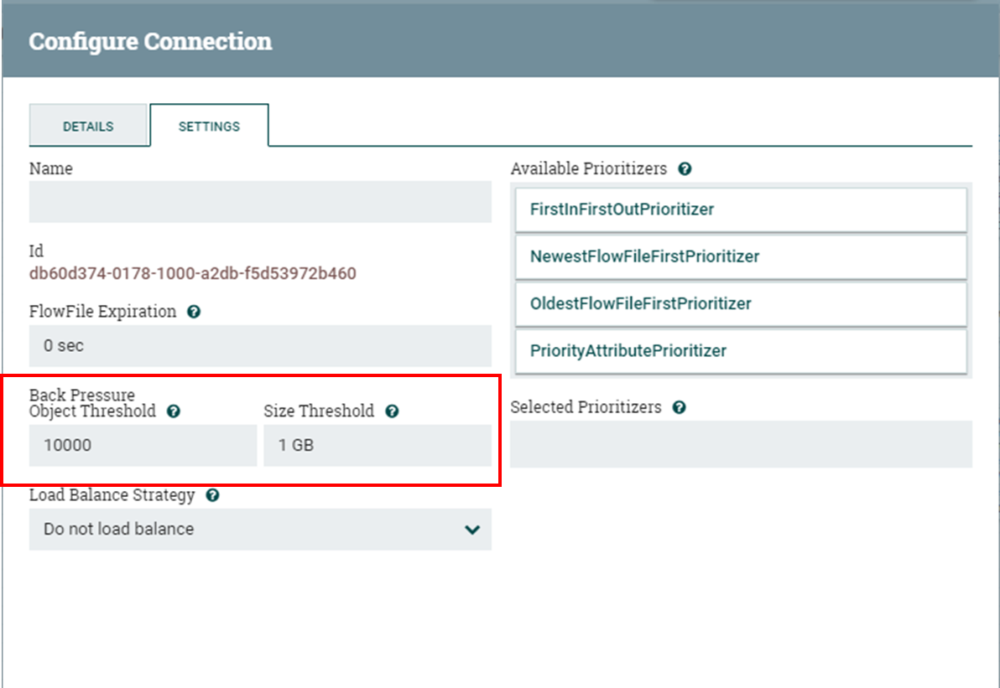 Configure Connection
DETAILS
SETTINGS
Name
Id
db60d374-0178-1000-a2db-f5d53972b460
FlowFile Expiration
0 sec
Back Pressure
Object Threshold
Size Threshold
10000
1 GB
Load Balance Strategy
Do not load balance
Available Prioritizers
FirstInFirstOutPrioritizer
NewestFlowFileFirstPrioritizer
OldestFlowFileFirstPrioritizer
PriorityAttributePrioritizer
Selected Prioritizers